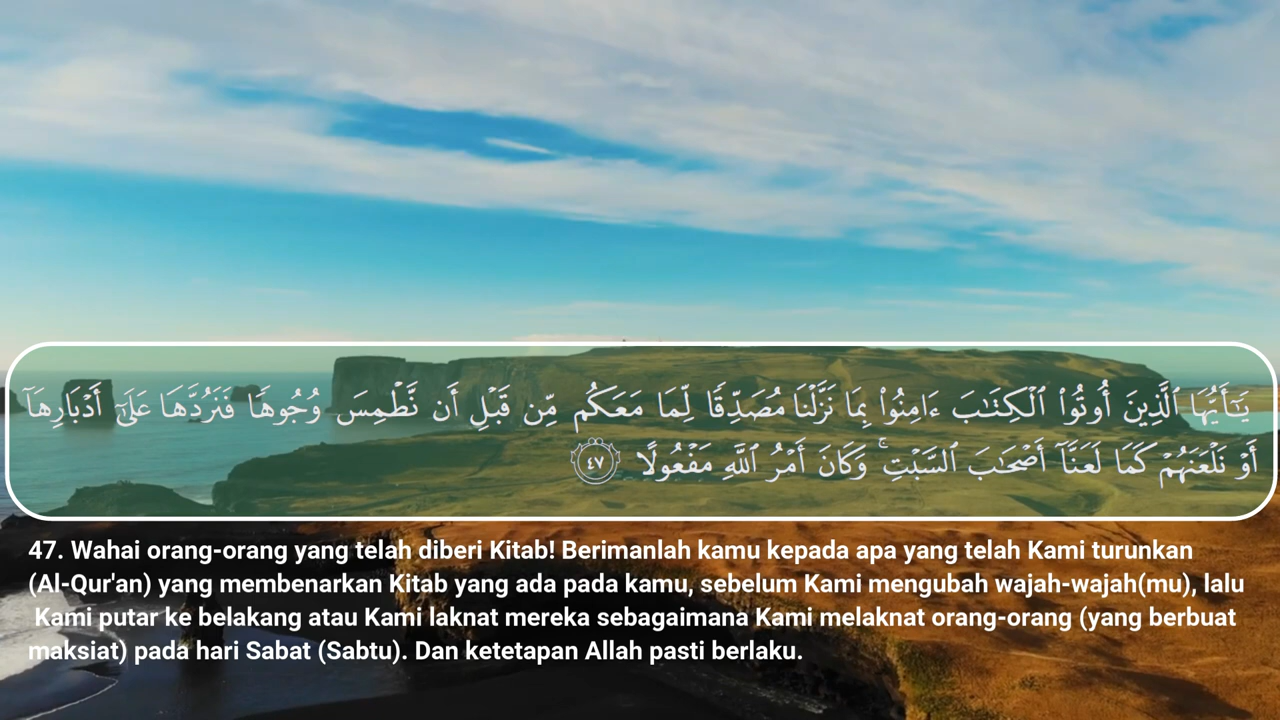 يَٰٓأَيُّهَا ٱلَّذِينَ أُوتُوا۟ ٱلْكِتَٰبَ ءَامِنُوا۟ بِمَا نَزَّلْنَا مُصَدِّقًا لِّمَا مَعَكُم مِّن قَبْلِ أَن نَّطْمِسَ وُجُوهًا فَنَرُدَّهَا عَلَىٰٓ أَدْبَارِهَآ
أَوْ نَلْعَنَهُمْ كَمَا لَعَنَّآ أَصْحَٰبَ ٱلسَّبْتِ ۚ وَكَانَ أَمْرُ ٱللَّهِ مَفْعُولًا ٤٧
47. Wahai orang-orang yang telah diberi Kitab! Berimanlah kamu kepada apa yang telah Kami turunkan
(Al-Qur'an) yang membenarkan Kitab yang ada pada kamu, sebelum Kami mengubah wajah-wajah(mu), lalu
Kami putar ke belakang atau Kami laknat mereka sebagaimana Kami melaknat orang-orang (yang berbuat
maksiat) pada hari Sabat (Sabtu). Dan ketetapan Allah pasti berlaku.